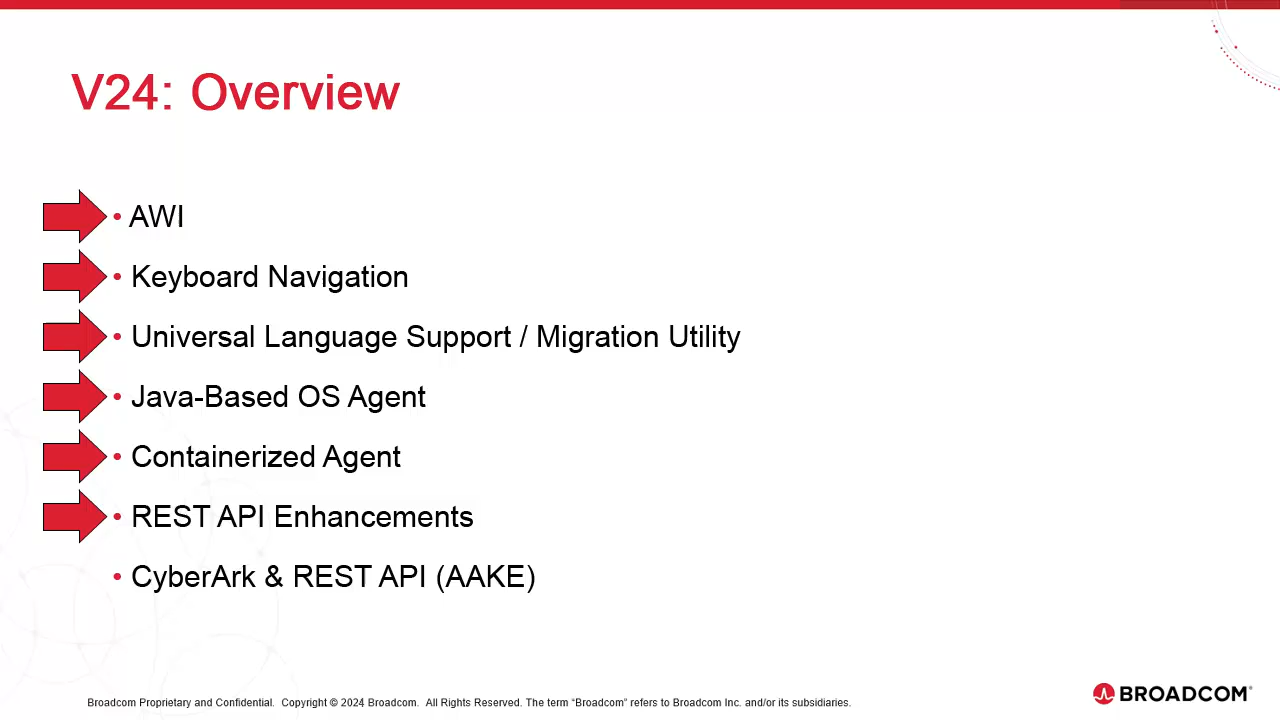 V24: Overview
• AWI
• Keyboard Navigation
• Universal Language Support / Migration Utility
• Java-Based OS Agent
• Containerized Agent
• REST API Enhancements
• CyberArk & REST API (AAKE)
Broadcom Proprietary and Confidential. Copyright © 2024 Broadcom. All Rights Reserved. The term “Broadcom” refers to Broadcom Inc. and/or its subsidiaries.
BROADCOM®